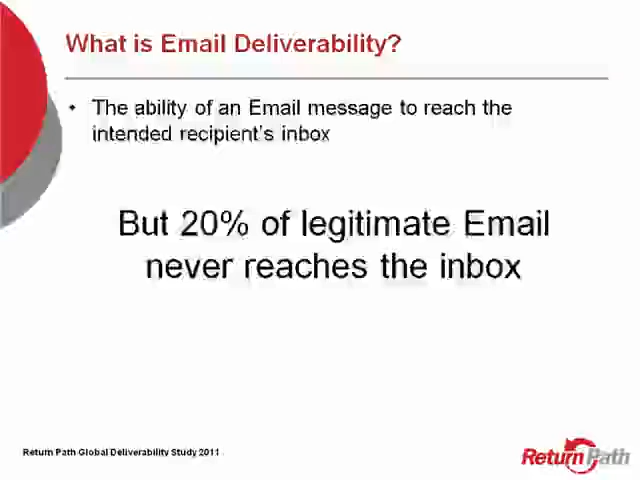 What is Email Deliverability?
• The ability of an Email message to reach the
intended recipient's inbox
But 20% of legitimate Email
never reaches the inbox
Return Path Global Deliverability Study 2011
Return Path